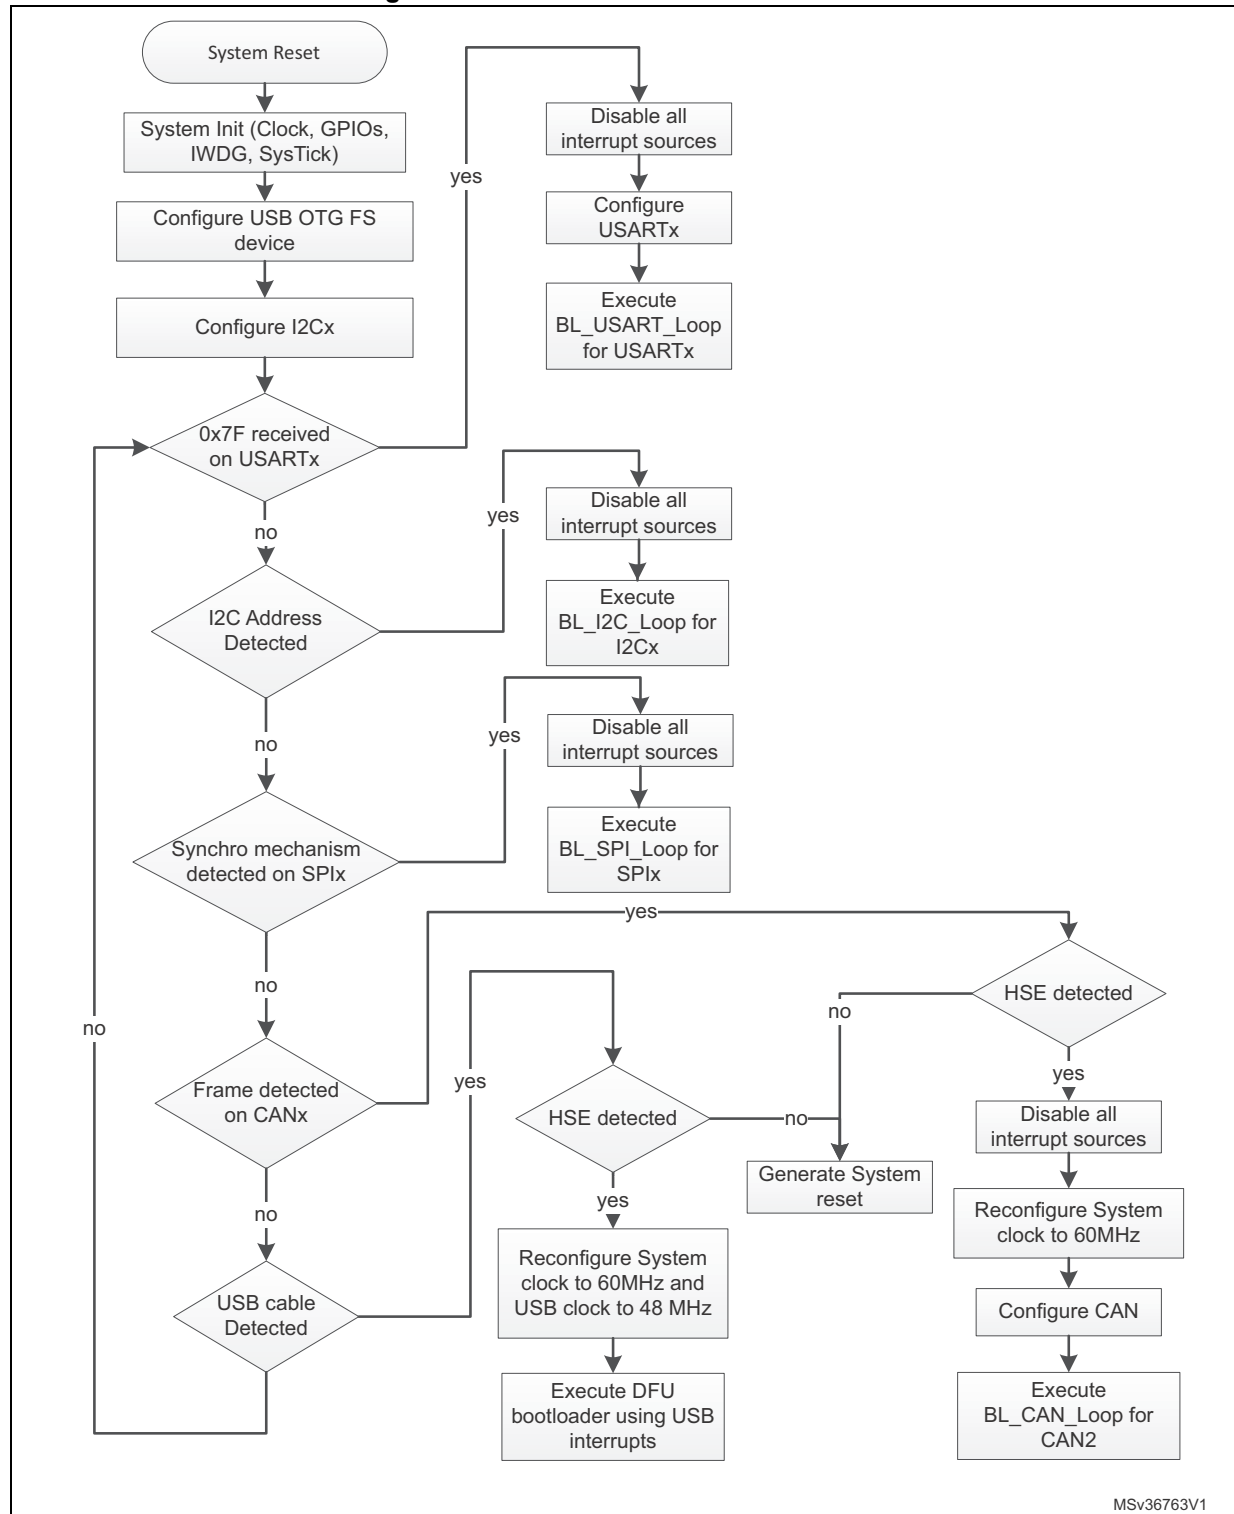 System Reset
System Init (Clock, GPIOs,
IWDG, SysTick)
Configure USB OTG FS
device
Configure I2Cx
0x7F received
on USARTx
yes
Disable all
interrupt sources
Configure
USARTx
Execute
BL_USART_Loop
for USARTx
no
I2C Address
Detected
yes
Disable all
interrupt sources
Execute
BL_I2C_Loop for
I2Cx
no
Synchro mechanism
detected on SPIx
yes
Disable all
interrupt sources
Execute
BL_SPI_Loop for
SPIx
no
Frame detected
on CANx
yes
HSE detected
no
yes
Disable all
interrupt sources
Reconfigure System
clock to 60MHz
Configure CAN
Execute
BL_CAN_Loop for
CAN2
no
USB cable
Detected
yes
HSE detected
no
Generate System
reset
yes
Reconfigure System
clock to 60MHz and
USB clock to 48 MHz
Execute DFU
bootloader using USB
interrupts
no
MSv36763V1